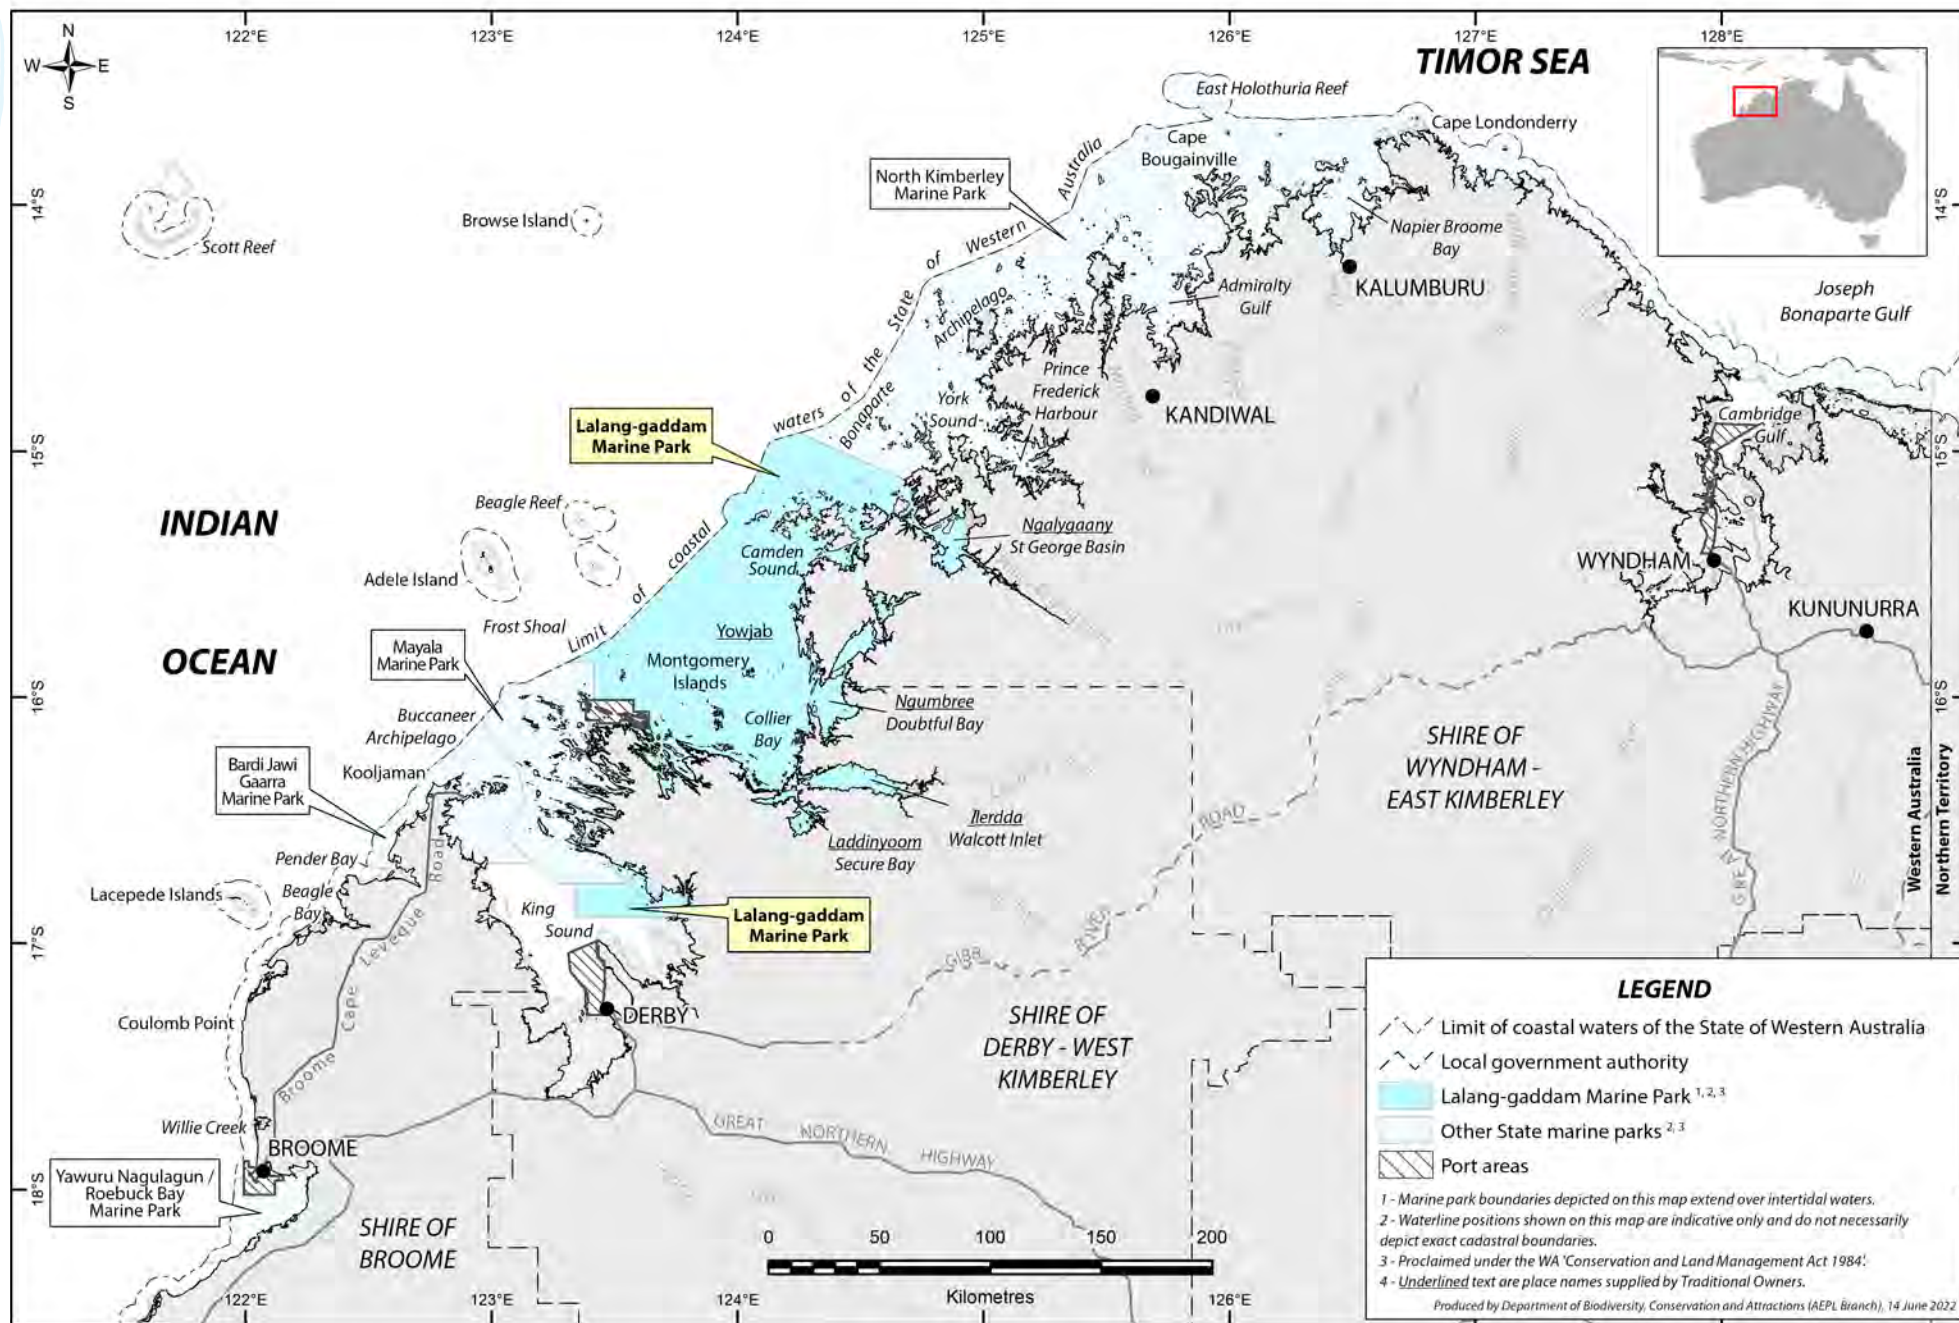 122°E
123°E
124°E
125°E
126°E
127°E
128°E
N
W
E
S
TIMOR SEA
East Holothuria Reef
Cape Londonderry
Cape
Bougainville
North Kimberley
Marine Park
14°S
14°S
Browse Island
Scott Reef
Napier Broome
Bay
KALUMBURU
Joseph
Bonaparte Gulf
Admiralty
Gulf
Limit of coastal waters of the State of Western Australia
Bonaparte Archipelago
Prince
Frederick
Harbour
York
Sound
KANDIWAL
Lalang-gaddam
Marine Park
Cambridge
Gulf
15°S
15°S
INDIAN
OCEAN
Beagle Reef
Adele Island
Camden
Sound
Ngalygaany
St George Basin
WYNDHAM
KUNUNURRA
Frost Shoal
Yowjab
Montgomery
Islands
Mayala
Marine Park
16°S
16°S
Buccaneer
Archipelago
Collier
Bay
Ngumbree
Doubtful Bay
SHIRE OF
WYNDHAM -
EAST KIMBERLEY
GREAT NORTHERN HIGHWAY
Western Australia
Northern Territory
Bardi Jawi
Gaarra
Marine Park
Kooljaman
Ilerdda
Walcott Inlet
Laddinyoom
Secure Bay
GIBB RIVER ROAD
Pender Bay
Beagle
Bay
Lacepede Islands
King
Sound
Lalang-gaddam
Marine Park
17°S
Broome Cape Leveque Road
Coulomb Point
DERBY
SHIRE OF
DERBY - WEST
KIMBERLEY
Willie Creek
BROOME
GREAT NORTHERN HIGHWAY
Yawuru Nagulagun /
Roebuck Bay
Marine Park
18°S
SHIRE OF
BROOME
0 50 100 150 200
Kilometres
122°E
123°E
124°E
126°E
LEGEND
Limit of coastal waters of the State of Western Australia
Local government authority
Lalang-gaddam Marine Park 1, 2, 3
Other State marine parks 2, 3
Port areas
1 - Marine park boundaries depicted on this map extend over intertidal waters.
2 - Waterline positions shown on this map are indicative only and do not necessarily
depict exact cadastral boundaries.
3 - Proclaimed under the WA 'Conservation and Land Management Act 1984'.
4 - Underlined text are place names supplied by Traditional Owners.
Produced by Department of Biodiversity, Conservation and Attractions (AEPL Branch), 14 June 2022